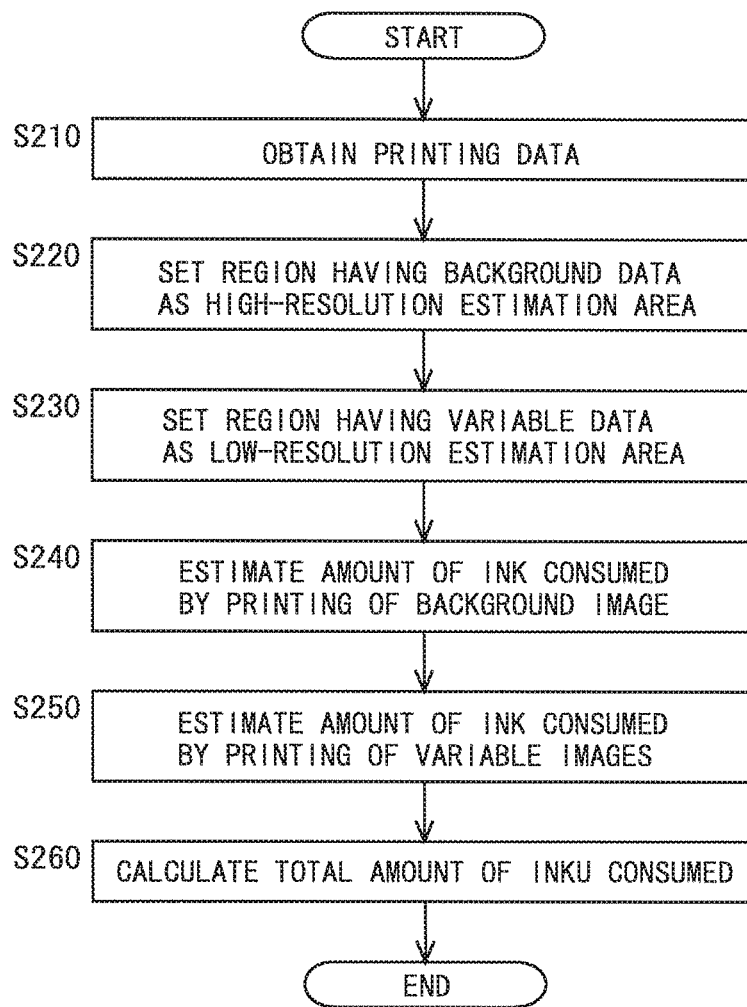 START
S210
OBTAIN PRINTING DATA
S220
SET REGION HAVING BACKGROUND DATA
AS HIGH-RESOLUTION ESTIMATION AREA
S230
SET REGION HAVING VARIABLE DATA
AS LOW-RESOLUTION ESTIMATION AREA
S240
ESTIMATE AMOUNT OF INK CONSUMED
BY PRINTING OF BACKGROUND IMAGE
S250
ESTIMATE AMOUNT OF INK CONSUMED
BY PRINTING OF VARIABLE IMAGES
S260
CALCULATE TOTAL AMOUNT OF INKU CONSUMED
END